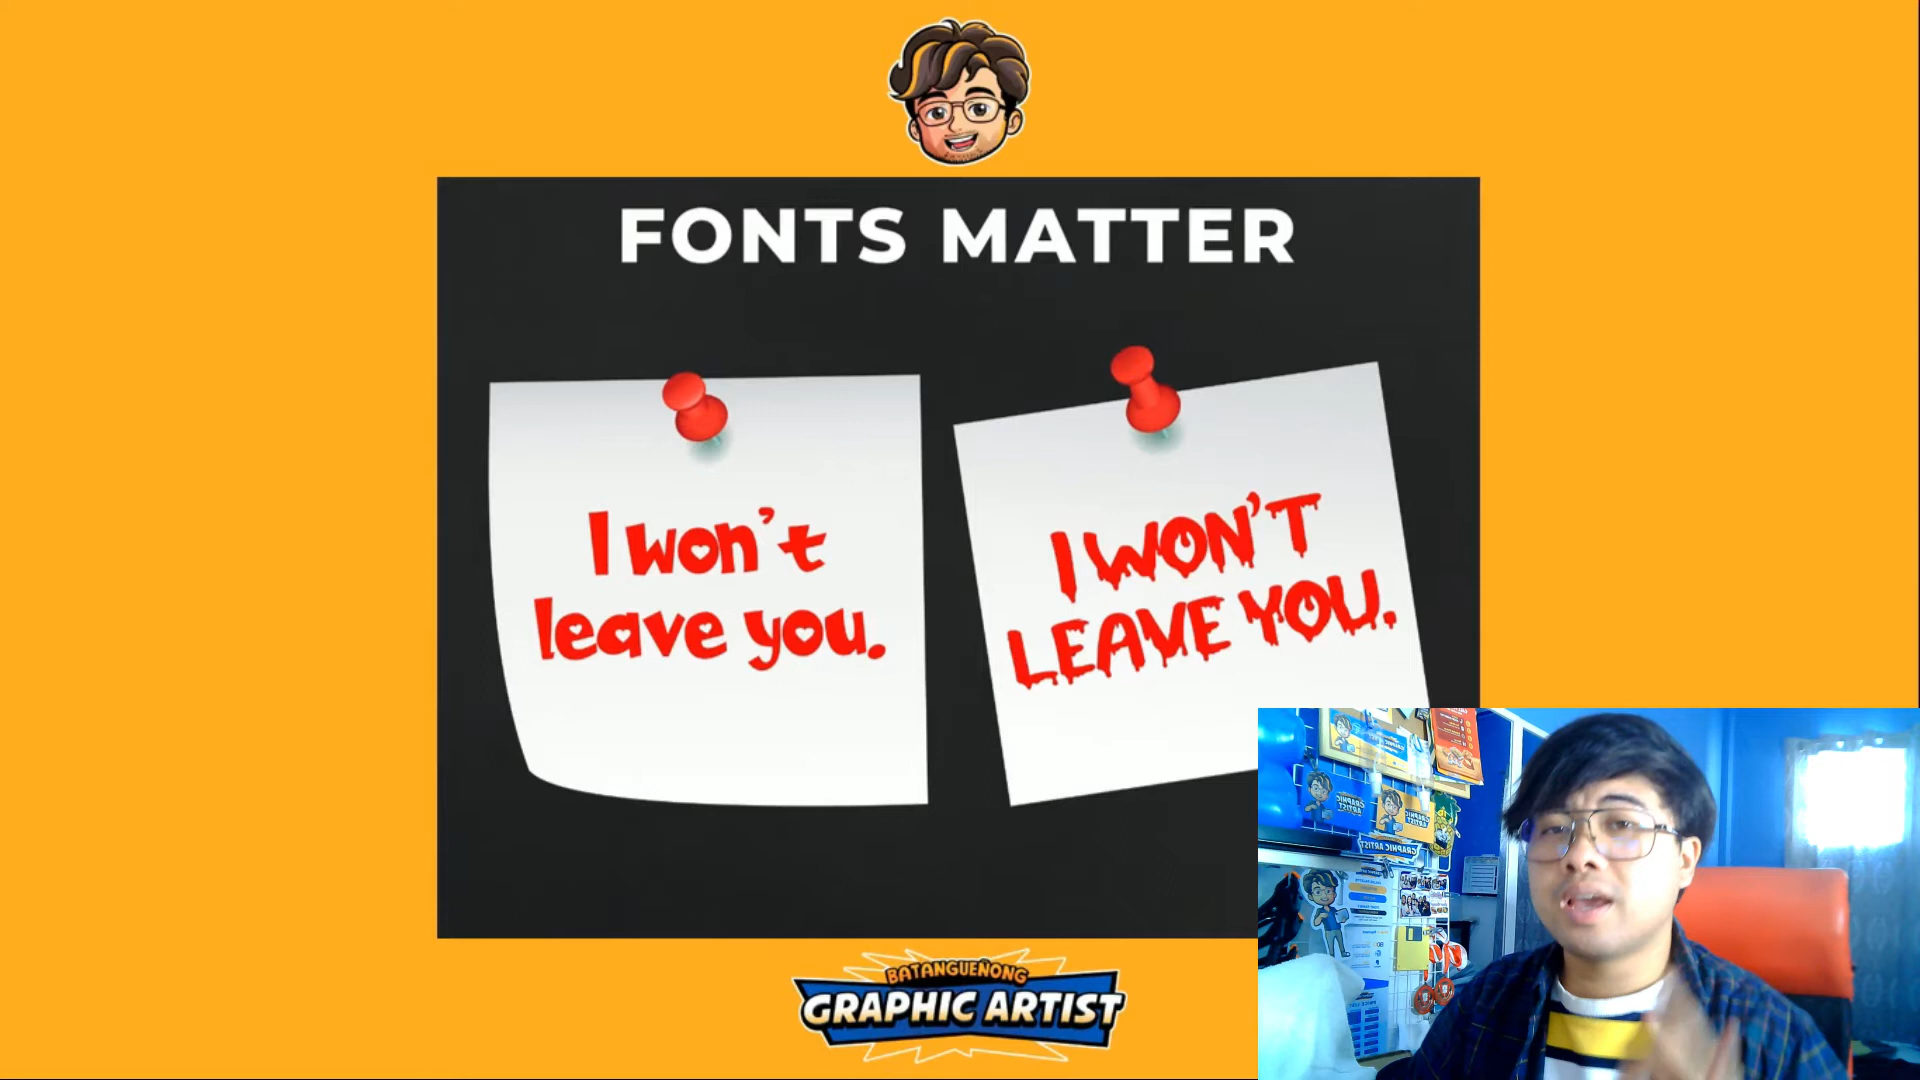 FONTS MATTER
I won't
leave you.
I WON'T
LEAVE YOU.
BATANGUEÑONG
GRAPHIC ARTIST